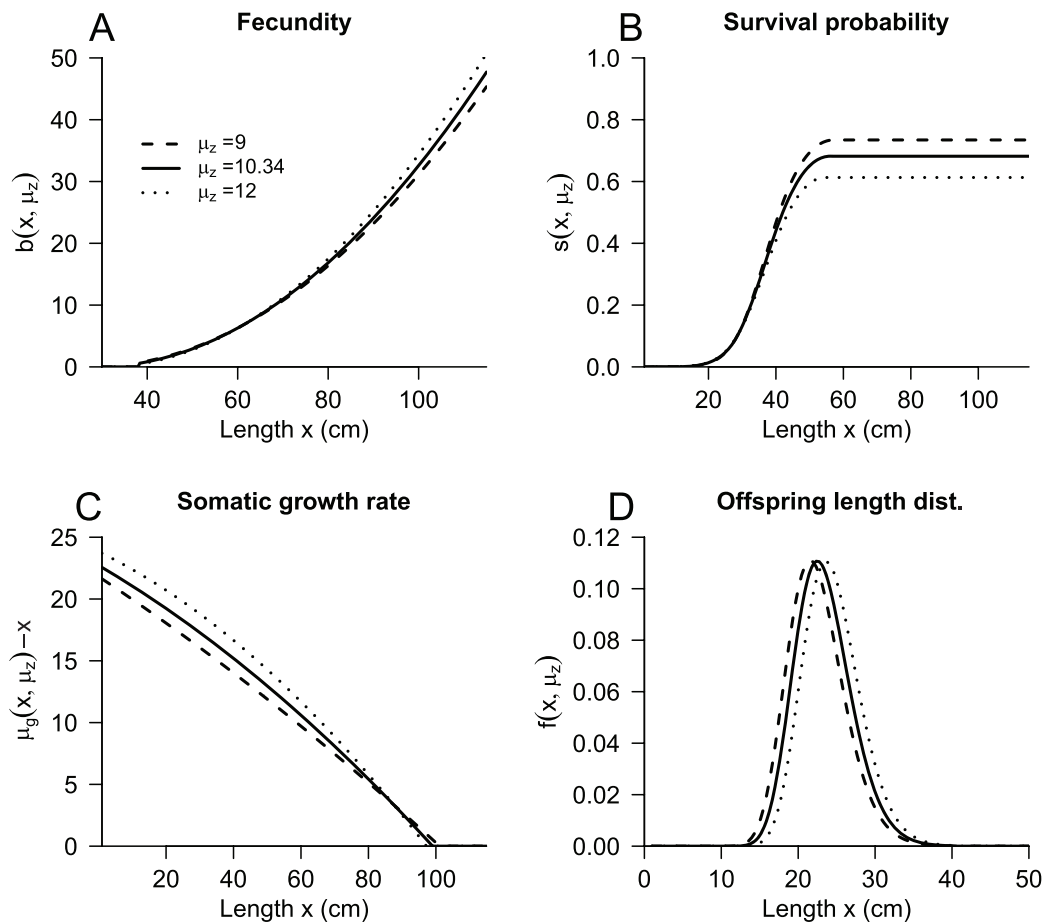 A Fecundity
50
40
30
20
10
0
b(x, μz)
μz =9
μz =10.34
μz =12
40 60 80 100
Length x (cm)
B Survival probability
1.0
0.8
0.6
0.4
0.2
0.0
s(x, μz)
20 40 60 80 100
Length x (cm)
C Somatic growth rate
25
20
15
10
5
0
μg(x, μz)−x
20 40 60 80 100
Length x (cm)
D Offspring length dist.
0.12
0.10
0.08
0.06
0.04
0.02
0.00
f(x, μz)
0 10 20 30 40 50
Length x (cm)